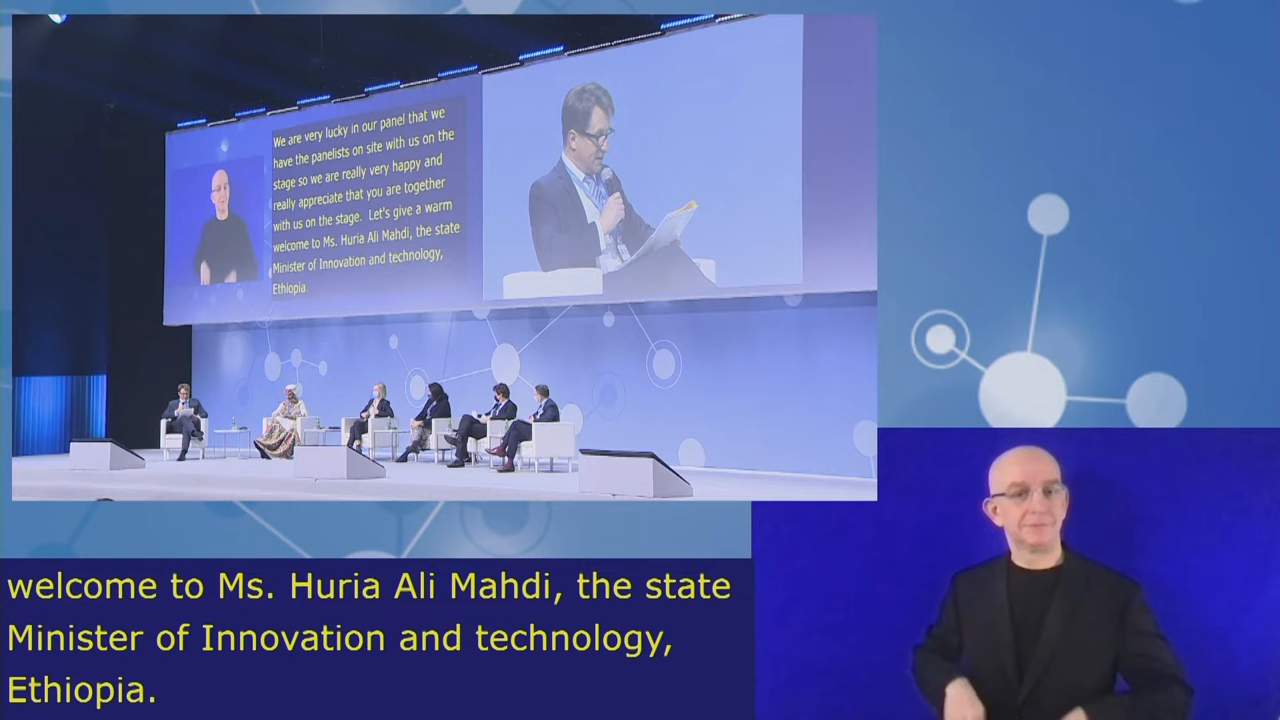 We are very lucky in our panel that we
have the panelists on site with us on the
stage so we are really very happy and
really appreciate that you are together
with us on the stage. Let's give a warm
welcome to Ms. Huria Ali Mahdi, the state
Minister of Innovation and technology,
Ethiopia.
welcome to Ms. Huria Ali Mahdi, the state
Minister of Innovation and technology,
Ethiopia.